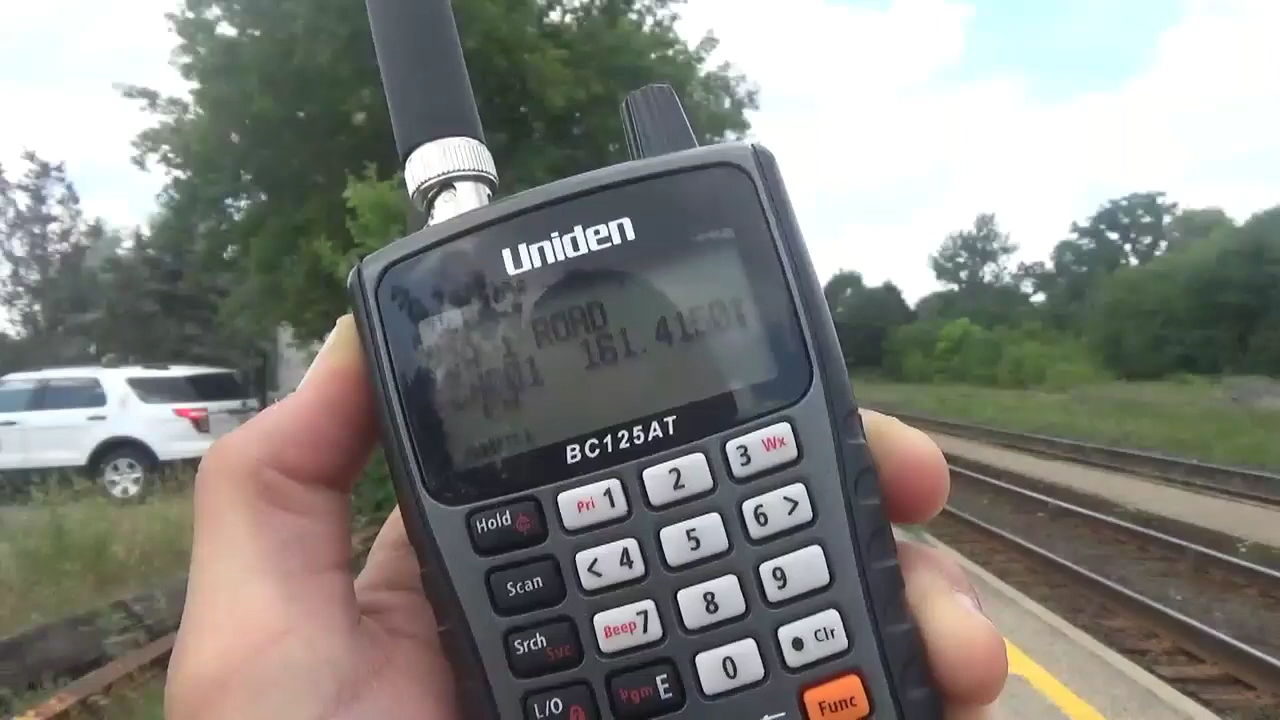 Uniden
ROAD
161.4150
BC125AT
Pri 1
2
3 Wx
Hold
< 4
5
6 >
Scan
Beep 7
8
9
Srch Svc
Pgm E
0
• Clr
L/O
Func